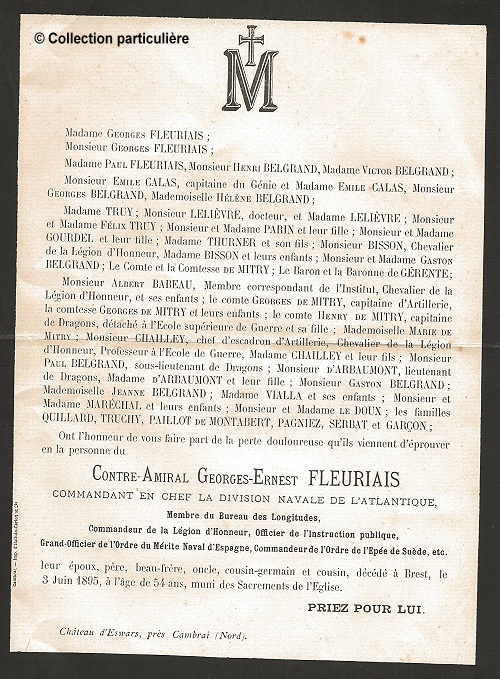 © Collection particulière
M
Madame Georges FLEURIAIS ;
Monsieur Georges FLEURIAIS ;
Madame Paul FLEURIAIS, Monsieur Henri BELGRAND, Madame Victor BELGRAND ;
Monsieur Emile CALAS, capitaine du Génie et Madame Emile CALAS, Monsieur
Georges BELGRAND, Mademoiselle Hélène BELGRAND ;
Madame TRUY ; Monsieur LELIÈVRE, docteur, et Madame LELIÈVRE ; Monsieur
et Madame Félix TRUY ; Monsieur et Madame PARIN et leur fille ; Monsieur et Madame
GOURDEL et leur fille ; Madame THURNER et son fils ; Monsieur BISSON, Chevalier
de la Légion d'Honneur, Madame BISSON et leurs enfants ; Monsieur et Madame Gaston
BELGRAND ; Le Comte et la Comtesse de MITRY ; Le Baron et la Baronne de GÉRENTE ;
Monsieur Albert BABEAU, Membre correspondant de l'Institut, Chevalier de la
Légion d'Honneur, et ses enfants ; le comte Georges de MITRY, capitaine d'Artillerie,
la comtesse Georges de MITRY et leurs enfants ; le comte Henry de MITRY, capitaine
de Dragons, détaché à l'Ecole supérieure de Guerre et sa fille ; Mademoiselle Marie de
Mitry ; Monsieur CHAILLEY, chef d'escadron d'Artillerie, Chevalier de la Légion
d'Honneur, Professeur à l'Ecole de Guerre, Madame CHAILLEY et leur fils ; Monsieur
Paul BELGRAND, sous-lieutenant de Dragons ; Monsieur d'ARBAUMONT, lieutenant
de Dragons, Madame d'ARBAUMONT et leur fille ; Monsieur Gaston BELGRAND ;
Mademoiselle Jeanne BELGRAND ; Madame VIALLA et ses enfants ; Monsieur et
Madame MARÉCHAL et leurs enfants ; Monsieur et Madame le DOUX ; les familles
QUILLARD, TRUCHY, PAILLOT de MONTABERT, PAGNIEZ, SERBAT et GARÇON ;
Ont l'honneur de vous faire part de la perte douloureuse qu'ils viennent d'éprouver
en la personne du
Contre-Amiral Georges-Ernest FLEURIAIS
COMMANDANT EN CHEF LA DIVISION NAVALE DE L'ATLANTIQUE,
Membre du Bureau des Longitudes,
Commandeur de la Légion d'Honneur, Officier de l'Instruction publique,
Grand-Officier de l'Ordre du Mérite Naval d'Espagne, Commandeur de l'Ordre de l'Epée de Suède, etc.
leur époux, père, beau-frère, oncle, cousin-germain et cousin, décédé à Brest, le
3 Juin 1895, à l'âge de 54 ans, muni des Sacrements de l'Eglise.
PRIEZ POUR LUI.
Château d'Eswars, près Cambrai (Nord).
Cambrai. — Imp.